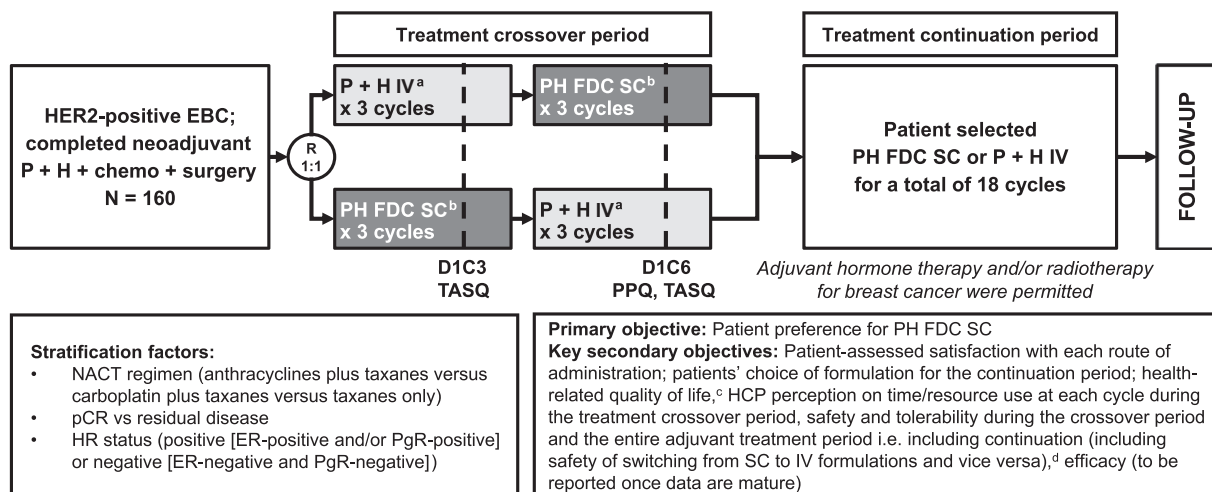 Treatment crossover period
Treatment continuation period
HER2-positive EBC;
completed neoadjuvant
P + H + chemo + surgery
N = 160
R
1:1
P + H IVᵃ
x 3 cycles
PH FDC SCᵇ
x 3 cycles
PH FDC SCᵇ
x 3 cycles
P + H IVᵃ
x 3 cycles
D1C3
TASQ
D1C6
PPQ, TASQ
Patient selected
PH FDC SC or P + H IV
for a total of 18 cycles
Adjuvant hormone therapy and/or radiotherapy
for breast cancer were permitted
FOLLOW-UP
Stratification factors:
• NACT regimen (anthracyclines plus taxanes versus
carboplatin plus taxanes versus taxanes only)
• pCR vs residual disease
• HR status (positive [ER-positive and/or PgR-positive]
or negative [ER-negative and PgR-negative])
Primary objective: Patient preference for PH FDC SC
Key secondary objectives: Patient-assessed satisfaction with each route of
administration; patients’ choice of formulation for the continuation period; health-
related quality of life,ᶜ HCP perception on time/resource use at each cycle during
the treatment crossover period, safety and tolerability during the crossover period
and the entire adjuvant treatment period i.e. including continuation (including
safety of switching from SC to IV formulations and vice versa),ᵈ efficacy (to be
reported once data are mature)